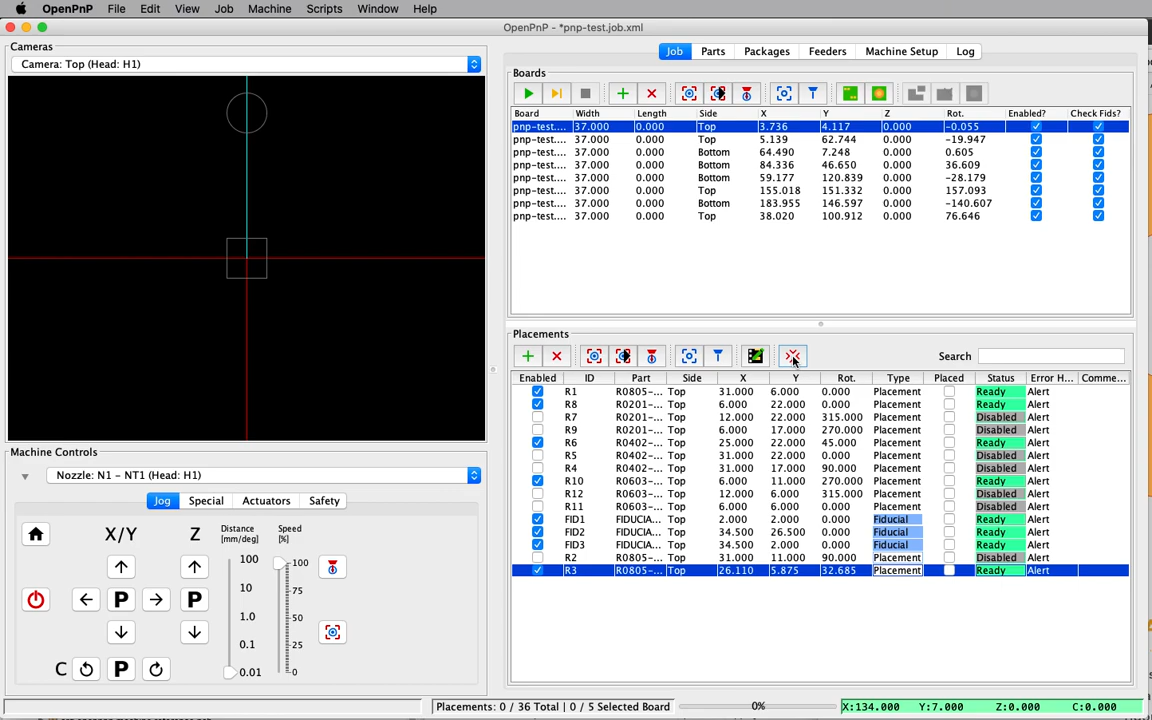 OpenPnP File Edit View Job Machine Scripts Window Help
OpenPnP - *pnp-test.job.xml
Cameras
Camera: Top (Head: H1)
Job Parts Packages Feeders Machine Setup Log
Boards
Board Width Length Side X Y Z Rot. Enabled? Check Fids?
pnp-test.... 37.000 0.000 Top 3.736 4.117 0.000 -0.055
pnp-test.... 37.000 0.000 Top 5.139 62.744 0.000 -19.947
pnp-test.... 37.000 0.000 Bottom 64.490 7.248 0.000 0.605
pnp-test.... 37.000 0.000 Bottom 84.336 46.650 0.000 36.609
pnp-test.... 37.000 0.000 Bottom 59.177 120.839 0.000 -28.179
pnp-test.... 37.000 0.000 Top 155.018 151.332 0.000 157.093
pnp-test.... 37.000 0.000 Bottom 183.955 146.597 0.000 -140.607
pnp-test.... 37.000 0.000 Top 38.020 100.912 0.000 76.646
Placements
Search
Enabled ID Part Side X Y Rot. Type Placed Status Error H... Comme...
R1 R0805-... Top 31.000 6.000 0.000 Placement Ready Alert
R8 R0201-... Top 6.000 22.000 0.000 Placement Ready Alert
R7 R0201-... Top 12.000 22.000 315.000 Placement Disabled Alert
R9 R0201-... Top 6.000 17.000 270.000 Placement Disabled Alert
R6 R0402-... Top 25.000 22.000 45.000 Placement Ready Alert
R5 R0402-... Top 31.000 22.000 0.000 Placement Disabled Alert
R4 R0402-... Top 31.000 17.000 90.000 Placement Disabled Alert
R10 R0603-... Top 6.000 11.000 270.000 Placement Ready Alert
R12 R0603-... Top 12.000 6.000 315.000 Placement Disabled Alert
R11 R0603-... Top 6.000 6.000 0.000 Placement Disabled Alert
FID1 FIDUCIA... Top 2.000 2.000 0.000 Fiducial Ready Alert
FID2 FIDUCIA... Top 34.500 26.500 0.000 Fiducial Ready Alert
FID3 FIDUCIA... Top 34.500 2.000 0.000 Fiducial Ready Alert
R2 R0805-... Top 31.000 11.000 90.000 Placement Disabled Alert
R3 R0805-... Top 26.110 5.875 32.685 Placement Ready Alert
Machine Controls
Nozzle: N1 - NT1 (Head: H1)
Jog Special Actuators Safety
X/Y Z Distance Speed
[mm/deg] [%]
100 100
10 75
P P 1.0 50
0.1 25
C P 0.01 0
Placements: 0 / 36 Total | 0 / 5 Selected Board 0% X:134.000 Y:7.000 Z:0.000 C:0.000